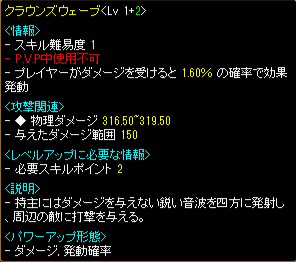 クラウンズウェーブ<Lv 1+2>
<情報>
- スキル難易度 1
- P.V.P中使用不可
- プレイヤーがダメージを受けると 1.60% の確率で効果
発動
<攻撃関連>
- ◆ 物理ダメージ 316.50~319.50
- 与えたダメージ範囲 150
<レベルアップに必要な情報>
- 必要スキルポイント 2
<説明>
- 持主にはダメージを与えない鋭い音波を四方に発射し
、周辺の敵に打撃を与える。
<パワーアップ形態>
- ダメージ, 発動確率